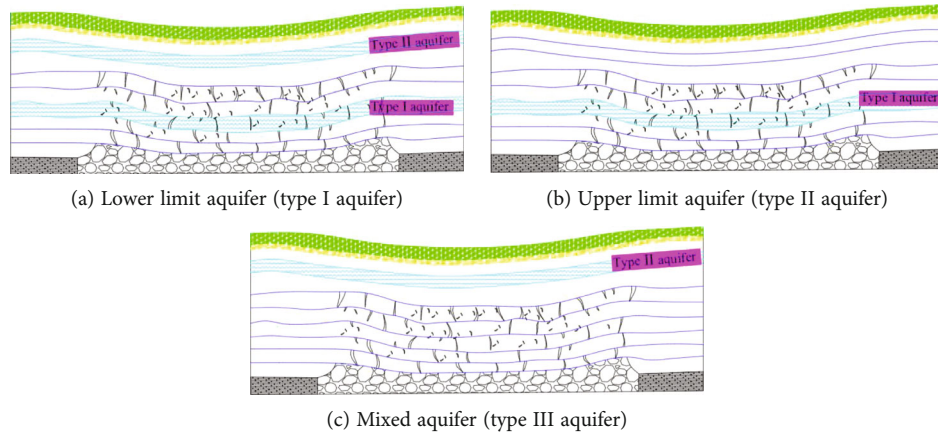 Type II aquifer
Type I aquifer
Type I aquifer
(a) Lower limit aquifer (type I aquifer)
(b) Upper limit aquifer (type II aquifer)
Type II aquifer
(c) Mixed aquifer (type III aquifer)